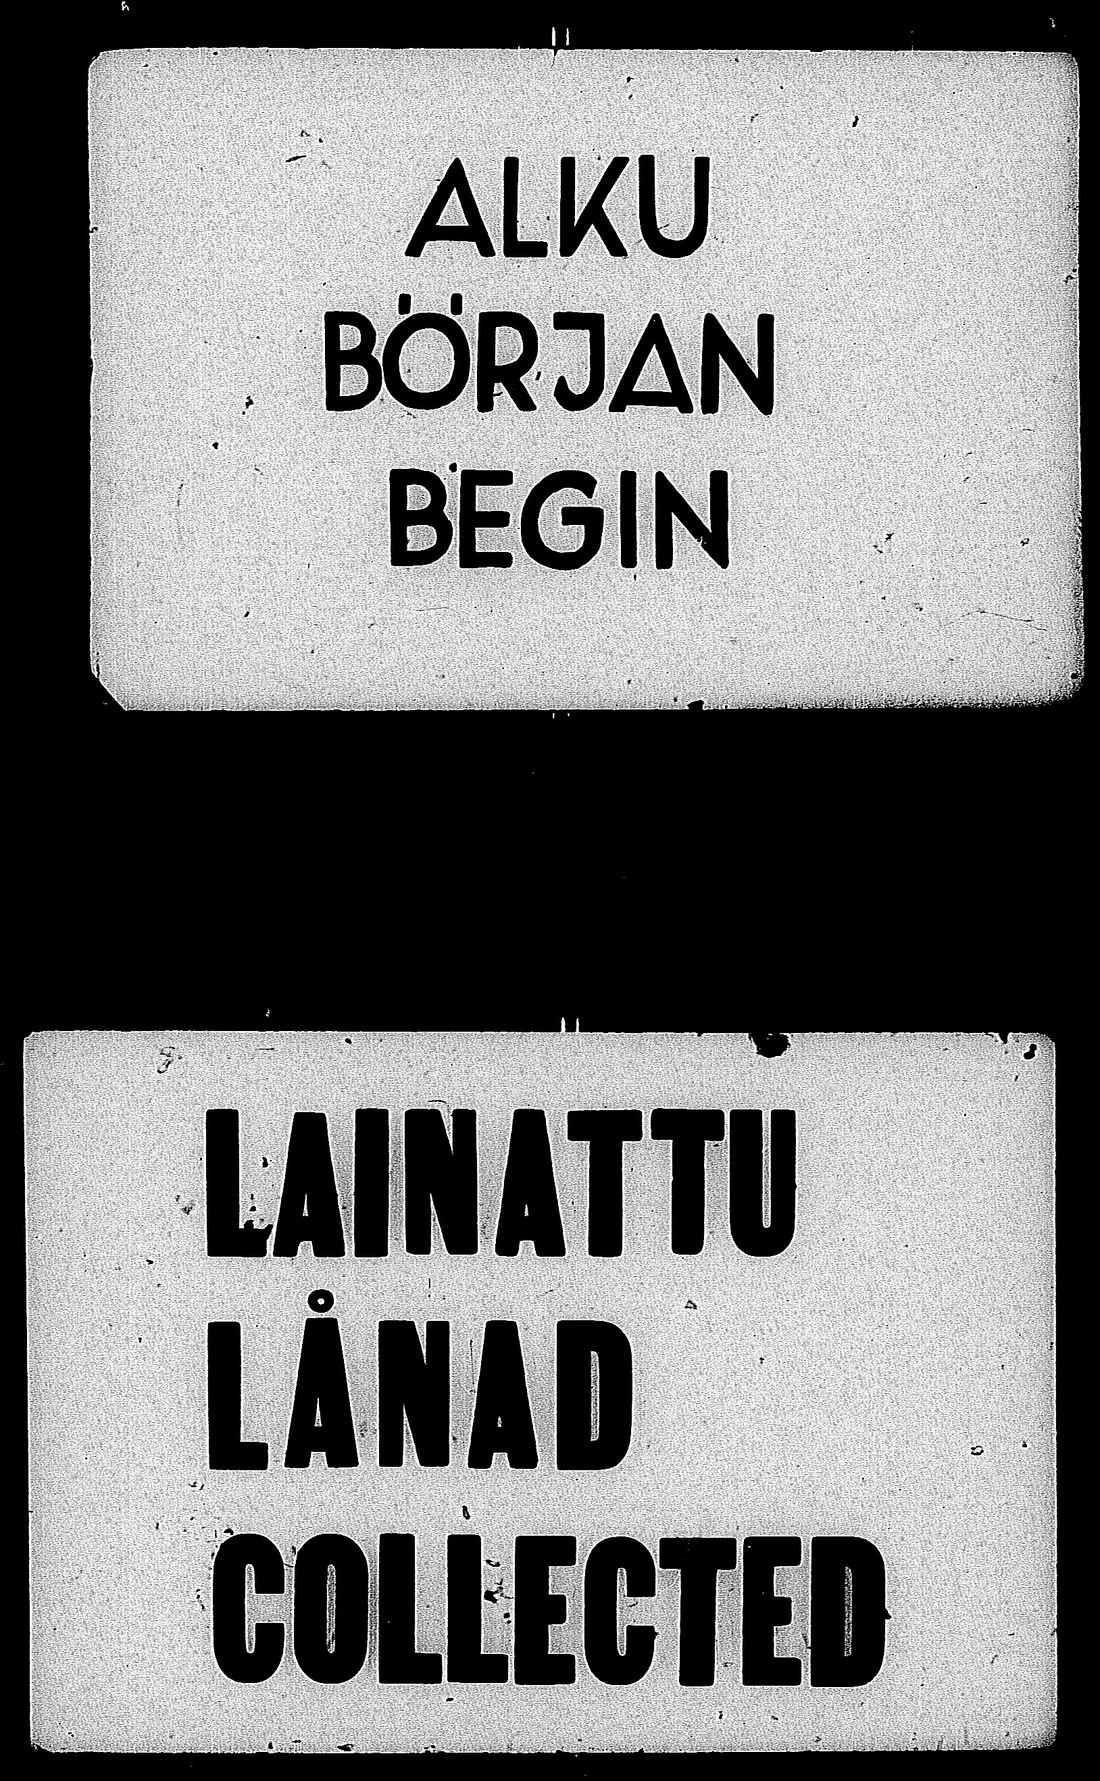 ALKU
BÖRJAN
BEGIN
LAINATTU
LÅNAD
COLLECTED